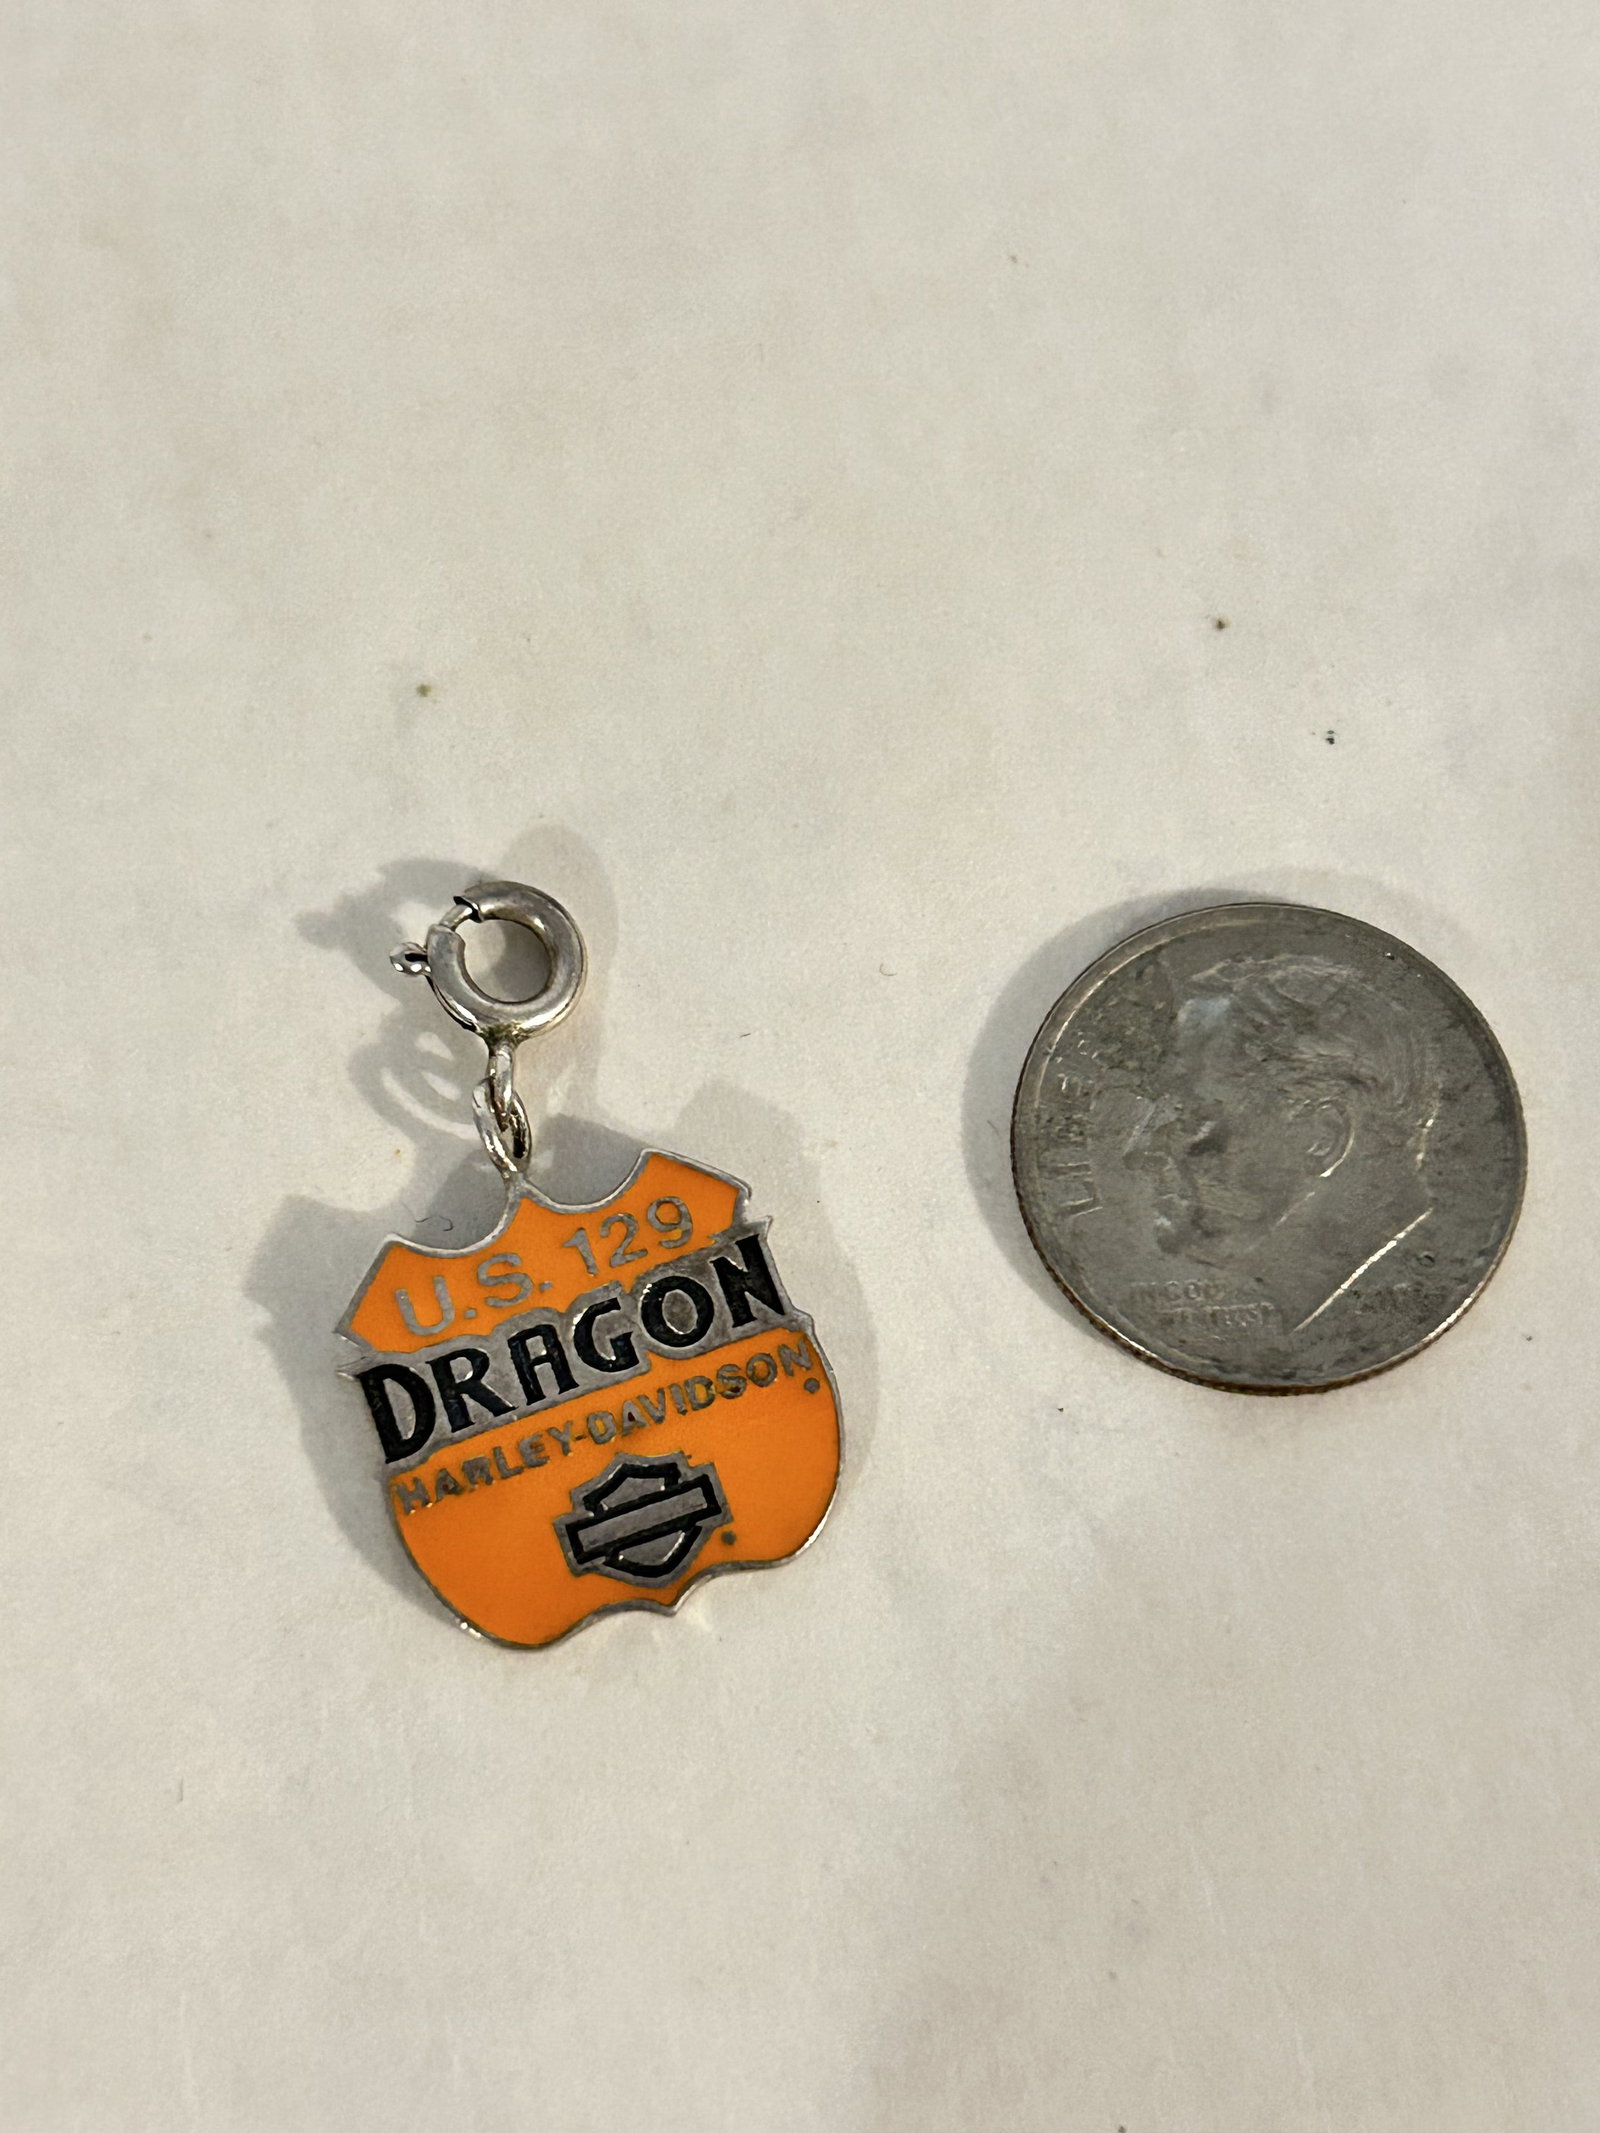 U.S. 129
DRAGON
HARLEY-DAVIDSON
LIBERTY
IN GOD
WE TRUST